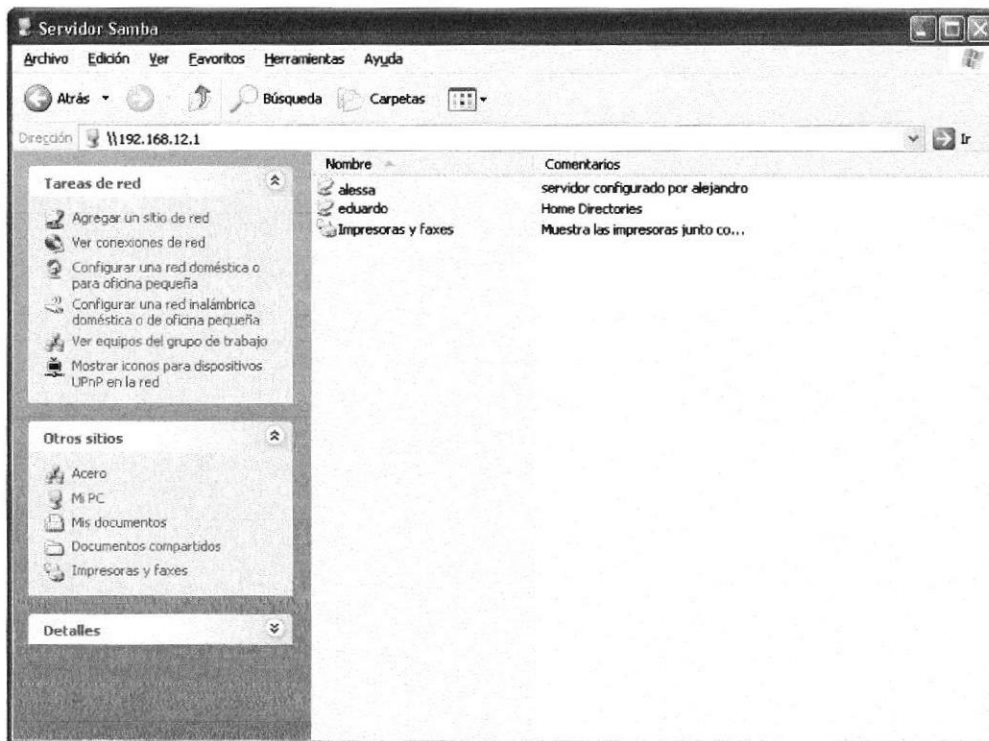 Servidor Samba
Archivo Edición Ver Favoritos Herramientas Ayuda
Atrás Búsqueda Carpetas
Dirección \\192.168.12.1 Ir
Tareas de red
Agregar un sitio de red
Ver conexiones de red
Configurar una red doméstica o
para oficina pequeña
Configurar una red inalámbrica
doméstica o de oficina pequeña
Ver equipos del grupo de trabajo
Mostrar iconos para dispositivos
UPnP en la red
Otros sitios
Acero
Mi PC
Mis documentos
Documentos compartidos
Impresoras y faxes
Detalles
Nombre Comentarios
alessa servidor configurado por alejandro
eduardo Home Directories
Impresoras y faxes Muestra las impresoras junto co...